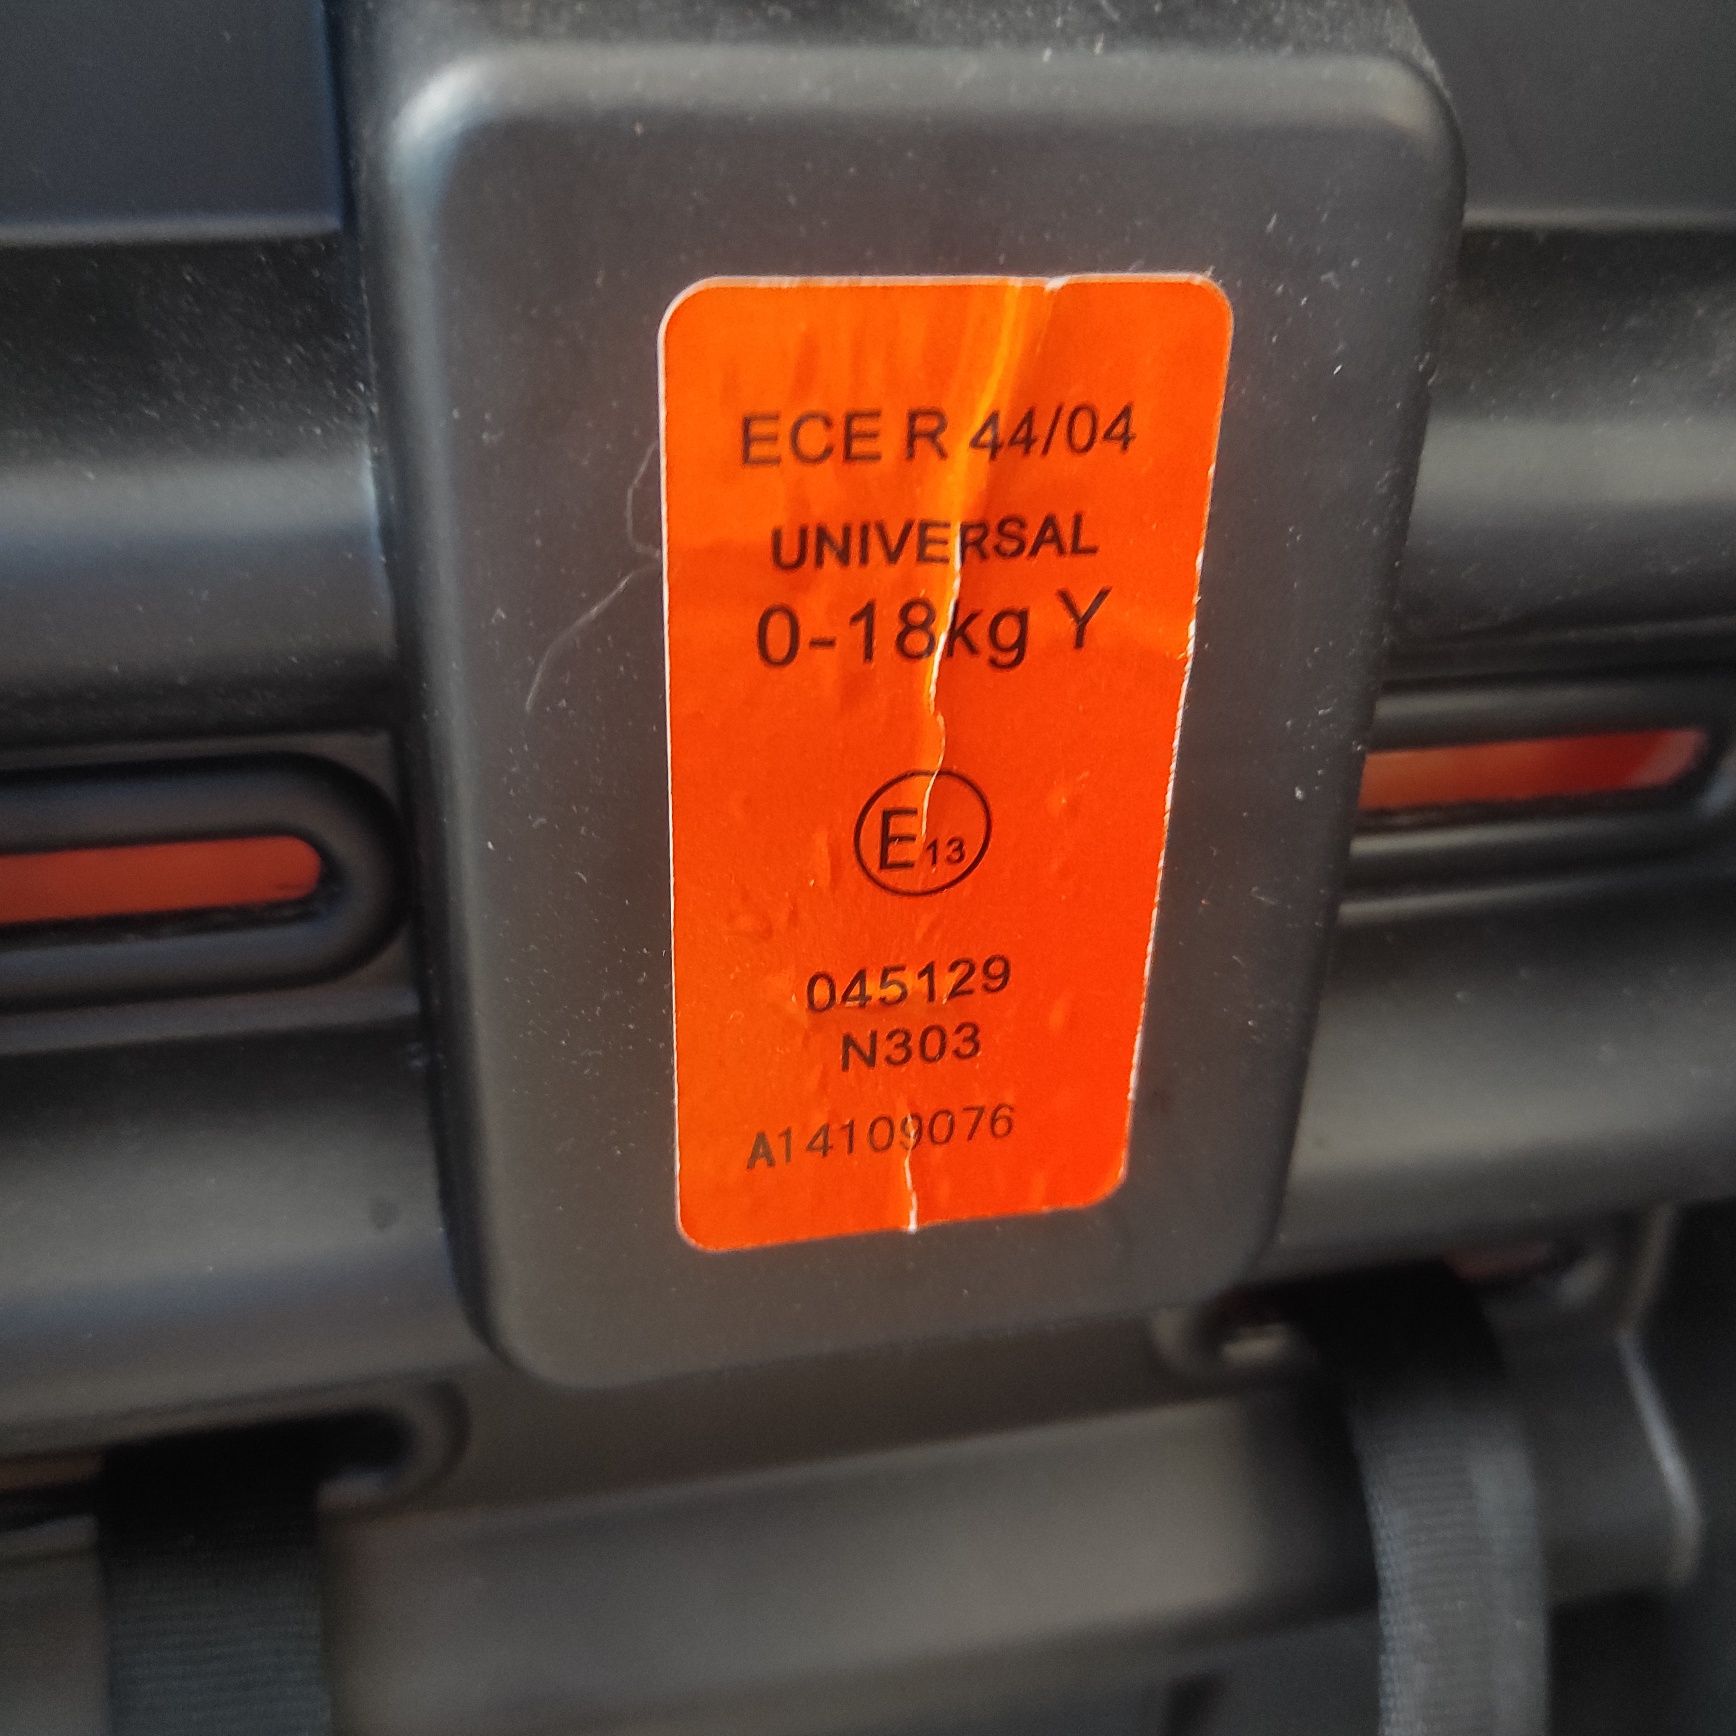 ECE R 44/04
UNIVERSAL
0-18kg Y
E13
045129
N303
A14109076